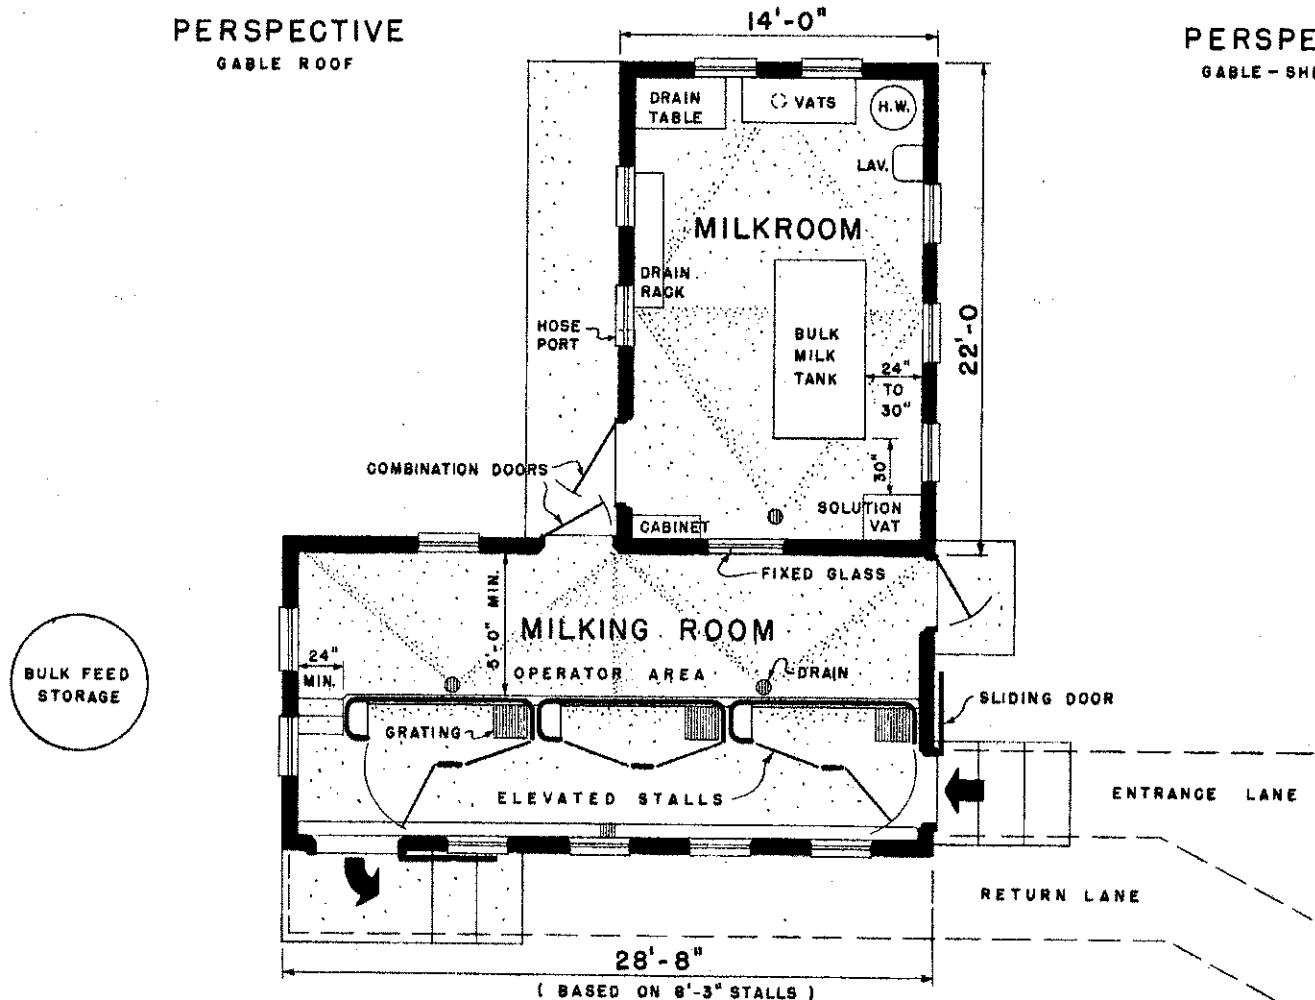 PERSPECTIVE
GABLE ROOF
14'-0"
PERSPE
GABLE - SH
DRAIN
TABLE
VATS
H.W.
LAV.
MILKROOM
DRAIN
RACK
HOSE
PORT
BULK
MILK
TANK
24"
TO
30"
22'-0
COMBINATION DOORS
30"
SOLUTION
VAT
CABINET
FIXED GLASS
5'-0" MIN.
MILKING ROOM
OPERATOR AREA
24"
MIN.
DRAIN
BULK FEED
STORAGE
SLIDING DOOR
GRATING
ELEVATED STALLS
ENTRANCE LANE
RETURN LANE
28'-8"
( BASED ON 8'-3" STALLS )